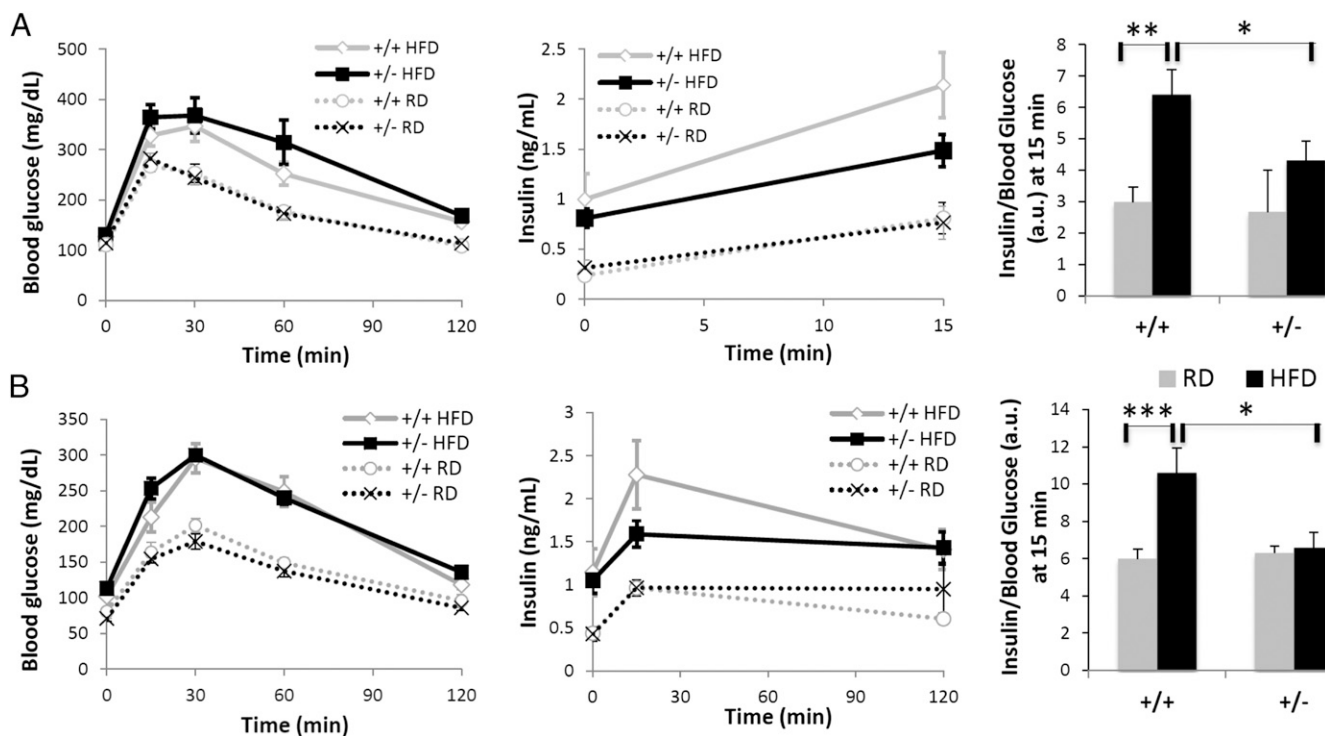 A
Blood glucose (mg/dL)
500
400
300
200
100
0
0 30 60 90 120
Time (min)
+/+ HFD
+/- HFD
+/+ RD
+/- RD
Insulin (ng/mL)
2.5
2
1.5
1
0.5
0
0 5 10 15
Time (min)
+/+ HFD
+/- HFD
+/+ RD
+/- RD
Insulin/Blood Glucose
(a.u.) at 15 min
8
7
6
5
4
3
2
1
0
** *
+/+ +/-
RD HFD
B
Blood glucose (mg/dL)
350
300
250
200
150
100
50
0
0 30 60 90 120
Time (min)
+/+ HFD
+/- HFD
+/+ RD
+/- RD
Insulin (ng/mL)
3
2.5
2
1.5
1
0.5
0
0 30 60 90 120
Time (min)
+/+ HFD
+/- HFD
+/+ RD
+/- RD
Insulin/Blood Glucose (a.u.)
at 15 min
14
12
10
8
6
4
2
0
*** *
+/+ +/-